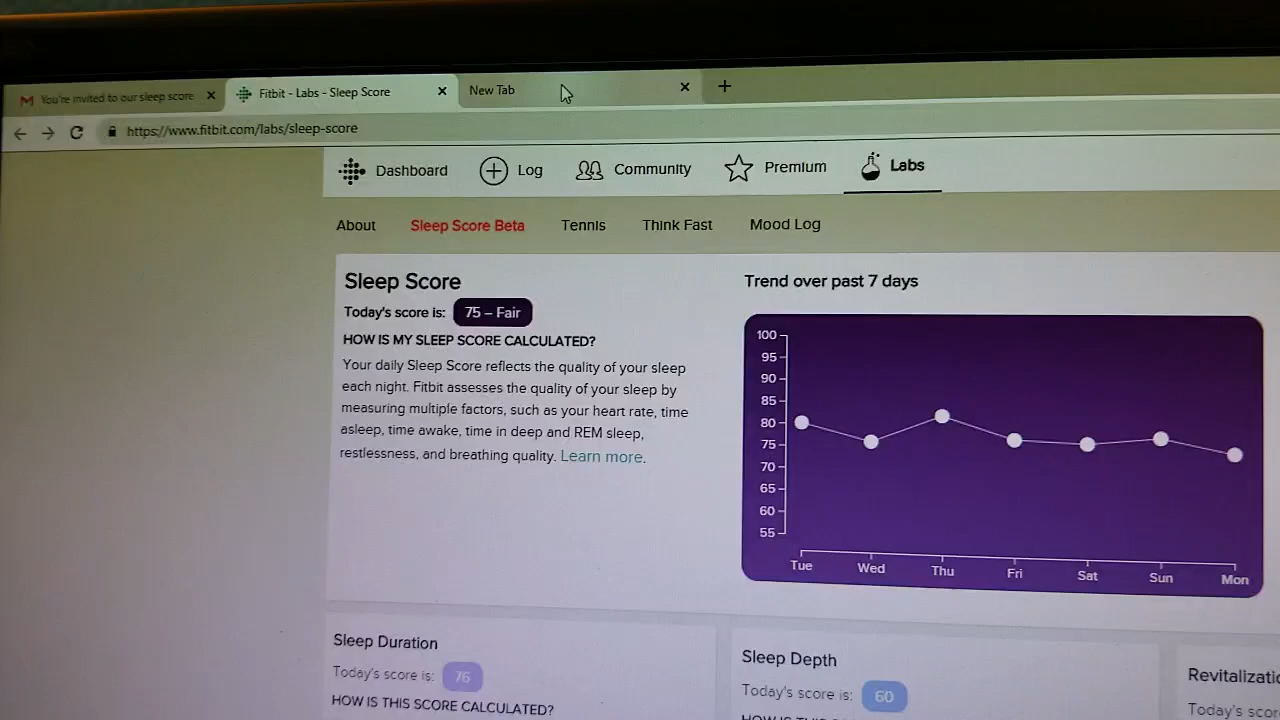 You're invited to our sleep score
Fitbit - Labs - Sleep Score
New Tab
https://www.fitbit.com/labs/sleep-score
Dashboard Log Community Premium Labs
About Sleep Score Beta Tennis Think Fast Mood Log
Sleep Score
Today's score is: 75 – Fair
HOW IS MY SLEEP SCORE CALCULATED?
Your daily Sleep Score reflects the quality of your sleep
each night. Fitbit assesses the quality of your sleep by
measuring multiple factors, such as your heart rate, time
asleep, time awake, time in deep and REM sleep,
restlessness, and breathing quality. Learn more.
Trend over past 7 days
100
95
90
85
80
75
70
65
60
55
Tue Wed Thu Fri Sat Sun Mon
Sleep Duration
Today's score is: 76
HOW IS THIS SCORE CALCULATED?
Sleep Depth
Today's score is: 60
Today's